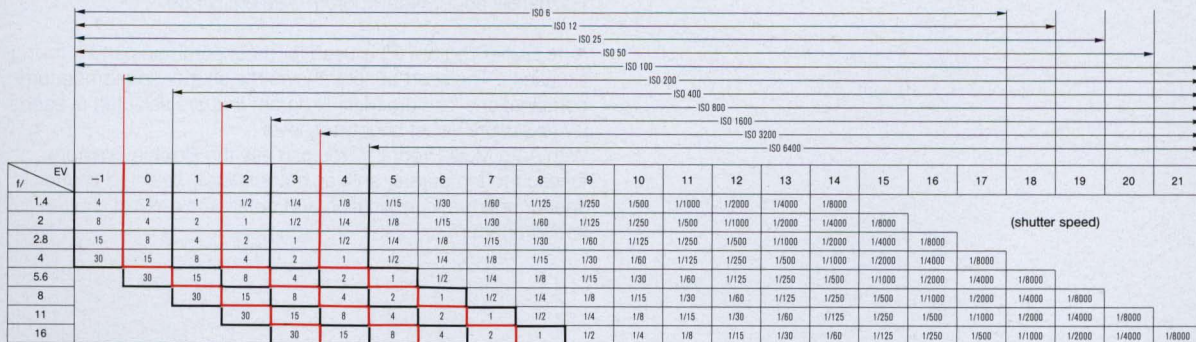 ISO 6
ISO 12
ISO 25
ISO 50
ISO 100
ISO 200
ISO 400
ISO 800
ISO 1600
ISO 3200
ISO 6400
f/ EV −1 0 1 2 3 4 5 6 7 8 9 10 11 12 13 14 15 16 17 18 19 20 21
1.4 4 2 1 1/2 1/4 1/8 1/15 1/30 1/60 1/125 1/250 1/500 1/1000 1/2000 1/4000 1/8000
2 8 4 2 1 1/2 1/4 1/8 1/15 1/30 1/60 1/125 1/250 1/500 1/1000 1/2000 1/4000 1/8000 (shutter speed)
2.8 15 8 4 2 1 1/2 1/4 1/8 1/15 1/30 1/60 1/125 1/250 1/500 1/1000 1/2000 1/4000 1/8000
4 30 15 8 4 2 1 1/2 1/4 1/8 1/15 1/30 1/60 1/125 1/250 1/500 1/1000 1/2000 1/4000 1/8000
5.6 30 15 8 4 2 1 1/2 1/4 1/8 1/15 1/30 1/60 1/125 1/250 1/500 1/1000 1/2000 1/4000 1/8000
8 30 15 8 4 2 1 1/2 1/4 1/8 1/15 1/30 1/60 1/125 1/250 1/500 1/1000 1/2000 1/4000 1/8000
11 30 15 8 4 2 1 1/2 1/4 1/8 1/15 1/30 1/60 1/125 1/250 1/500 1/1000 1/2000 1/4000 1/8000
16 30 15 8 4 2 1 1/2 1/4 1/8 1/15 1/30 1/60 1/125 1/250 1/500 1/1000 1/2000 1/4000 1/8000